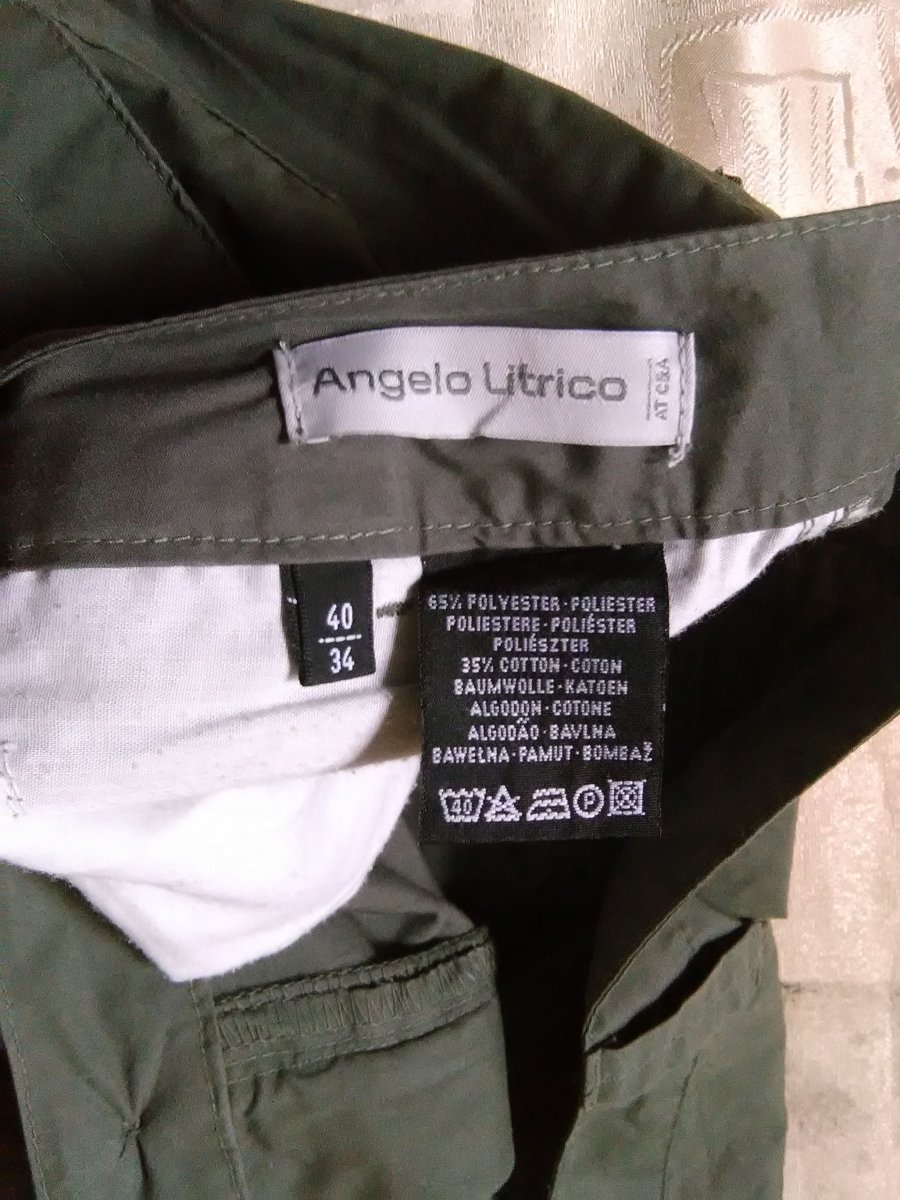 Angelo Litrico
AT C&A
40
34
65% POLYESTER·POLIESTER
POLIESTERE·POLIÉSTER
POLIÉSZTER
35% COTTON·COTON
BAUMWOLLE·KATOEN
ALGODON·COTONE
ALGODÃO·BAVLNA
BAWEŁNA·PAMUT·BOMBAŽ
40 P